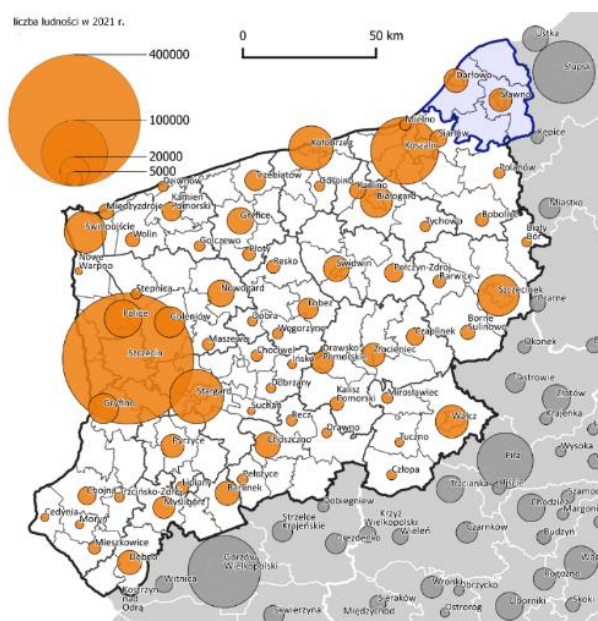 liczba ludności w 2021 r.
400000
100000
20000
5000
0
50 km
Ustka
Słupsk
Darłowo
Sławno
Kępice
Mielno
Sianów
Koszalin
Kołobrzeg
Polanów
Trzebiatów
Gościno
Karlino
Białogard
Miastko
Dziwnów
Kamień
Pomorski
Międzyzdroje
Gryfice
Tychowo
Bobolice
Świnoujście
Wolin
Golczewo
Płoty
Biały
Bór
Nowe
Warpno
Resko
Świdwin
Połczyn-Zdrój
Barwice
Szczecinek
Czarne
Stepnica
Nowogard
Łobez
Police
Goleniów
Dobra
Węgorzyno
Czaplinek
Borne
Sulinowo
Okonek
Maszewo
Szczecin
Chociwel
Ińsko
Drawsko
Pomorskie
Złocieniec
Jastrowie
Złotów
Krajenka
Dobrzany
Stargard
Kalisz
Pomorski
Mirosławiec
Gryfino
Suchań
Recz
Drawno
Wałcz
Wysoka
Pyrzyce
Choszczno
Tuczno
Piła
Człopa
Pełczyce
Lipiany
Barlinek
Chojna
Trzcińsko-Zdrój
Myślibórz
Trzcianka
Ujście
Chodzież
Szamoc
Margoni
Cedynia
Moryń
Dobiegniew
Strzelce
Krajeńskie
Krzyż
Wielkopolski
Wieleń
Czarnków
Budzyń
Mieszkowice
Drezdenko
Dębno
Gorzów
Wielkopolski
Witnica
Kostrzyn
nad
Odrą
Wronki
Obrzycko
Rogoźno
Wąg
Sieraków
Międzychód
Skwierzyna
Ostroróg
Oborniki
Skoki